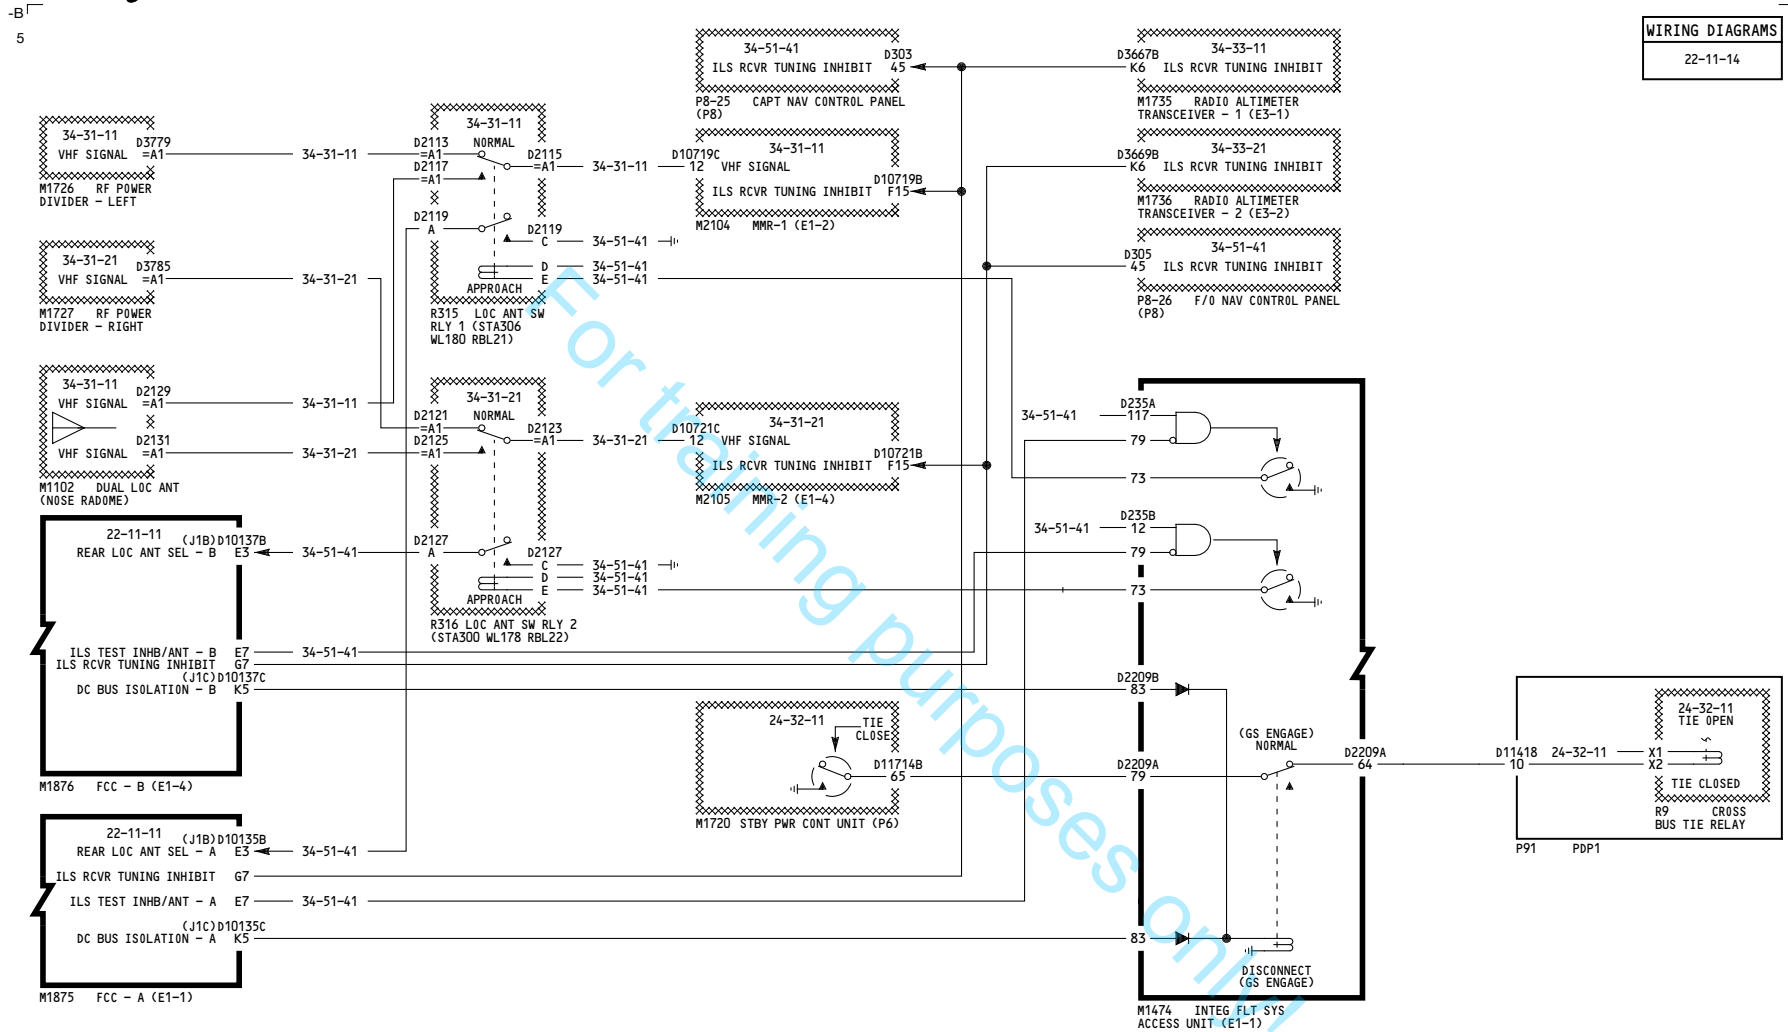 -B
5
WIRING DIAGRAMS
22-11-14
34-51-41
ILS RCVR TUNING INHIBIT
D303
45
P8-25 CAPT NAV CONTROL PANEL
(P8)
D3667B
K6
34-33-11
ILS RCVR TUNING INHIBIT
M1735 RADIO ALTIMETER
TRANSCEIVER - 1 (E3-1)
34-31-11
VHF SIGNAL
D3779
=A1
34-31-11
M1726 RF POWER
DIVIDER - LEFT
34-31-11
D2113
=A1
D2117
=A1
NORMAL
D2115
=A1
34-31-11
D2119
A
D2119
C
34-51-41
D
34-51-41
E
34-51-41
APPROACH
R315 LOC ANT SW
RLY 1 (STA306
WL180 RBL21)
D10719C
12
34-31-11
VHF SIGNAL
D10719B
ILS RCVR TUNING INHIBIT
F15
M2104 MMR-1 (E1-2)
D3669B
K6
34-33-21
ILS RCVR TUNING INHIBIT
M1736 RADIO ALTIMETER
TRANSCEIVER - 2 (E3-2)
34-31-21
VHF SIGNAL
D3785
=A1
34-31-21
M1727 RF POWER
DIVIDER - RIGHT
D305
45
34-51-41
ILS RCVR TUNING INHIBIT
P8-26 F/O NAV CONTROL PANEL
(P8)
34-31-11
VHF SIGNAL
D2129
=A1
34-31-11
VHF SIGNAL
D2131
=A1
34-31-21
M1102 DUAL LOC ANT
(NOSE RADOME)
34-31-21
D2121
=A1
D2125
=A1
NORMAL
D2123
=A1
34-31-21
D2127
A
D2127
C
34-51-41
D
34-51-41
E
34-51-41
APPROACH
R316 LOC ANT SW RLY 2
(STA300 WL178 RBL22)
D10721C
12
34-31-21
VHF SIGNAL
D10721B
ILS RCVR TUNING INHIBIT
F15
M2105 MMR-2 (E1-4)
34-51-41
D235A
117
79
73
34-51-41
D235B
12
79
73
22-11-11
(J1B) D10137B
REAR LOC ANT SEL - B E3
34-51-41
ILS TEST INHB/ANT - B E7
34-51-41
ILS RCVR TUNING INHIBIT G7
(J1C) D10137C
DC BUS ISOLATION - B K5
M1876 FCC - B (E1-4)
D2209B
83
24-32-11
TIE
CLOSE
D11714B
65
M1720 STBY PWR CONT UNIT (P6)
D2209A
79
(GS ENGAGE)
NORMAL
D2209A
64
D11418
10
24-32-11
24-32-11
TIE OPEN
X1
X2
TIE CLOSED
R9 CROSS
BUS TIE RELAY
P91 PDP1
22-11-11
(J1B) D10135B
REAR LOC ANT SEL - A E3
34-51-41
ILS RCVR TUNING INHIBIT G7
ILS TEST INHB/ANT - A E7
34-51-41
(J1C) D10135C
DC BUS ISOLATION - A K5
M1875 FCC - A (E1-1)
83
DISCONNECT
(GS ENGAGE)
M1474 INTEG FLT SYS
ACCESS UNIT (E1-1)
For training purposes only!